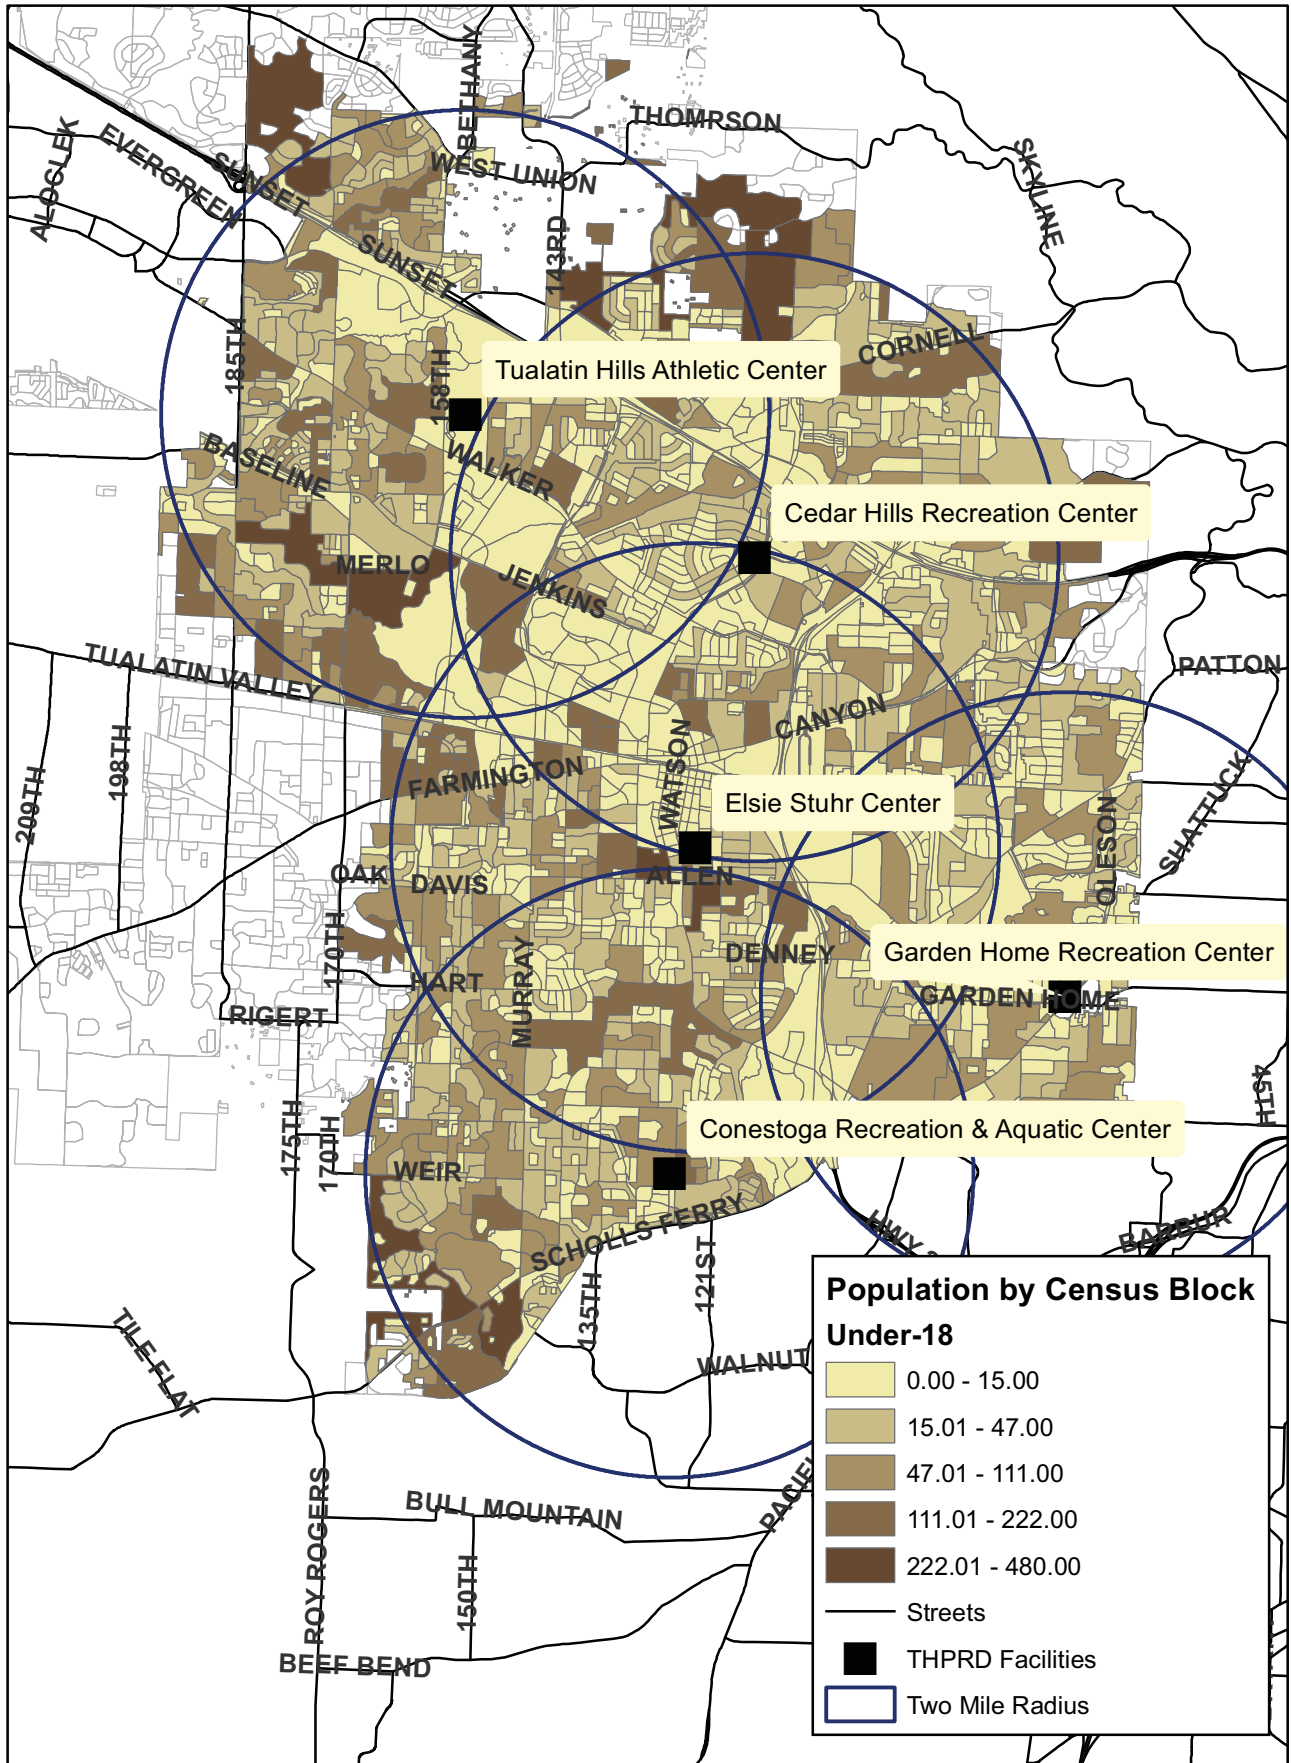 BETHANY
THOMPSON
ALOCLEK
EVERGREEN
SUNSET
WEST UNION
SKYLINE
143RD
SUNSET
185TH
158TH
CORNELL
Tualatin Hills Athletic Center
BASELINE
WALKER
Cedar Hills Recreation Center
MERLO
JENKINS
TUALATIN VALLEY
PATTON
209TH
198TH
CANYON
WATSON
FARMINGTON
Elsie Stuhr Center
SHATTUCK
OLESON
OAK
DAVIS
ALLEN
170TH
DENNEY
Garden Home Recreation Center
HART
MURRAY
GARDEN HOME
RIGERT
45TH
175TH
170TH
Conestoga Recreation & Aquatic Center
WEIR
SCHOLLS FERRY
HWY
BARBUR
121ST
135TH
TILE FLAT
WALNUT
Population by Census Block
Under-18
0.00 - 15.00
15.01 - 47.00
47.01 - 111.00
111.01 - 222.00
222.01 - 480.00
Streets
THPRD Facilities
Two Mile Radius
ROY ROGERS
BULL MOUNTAIN
150TH
BEEF BEND